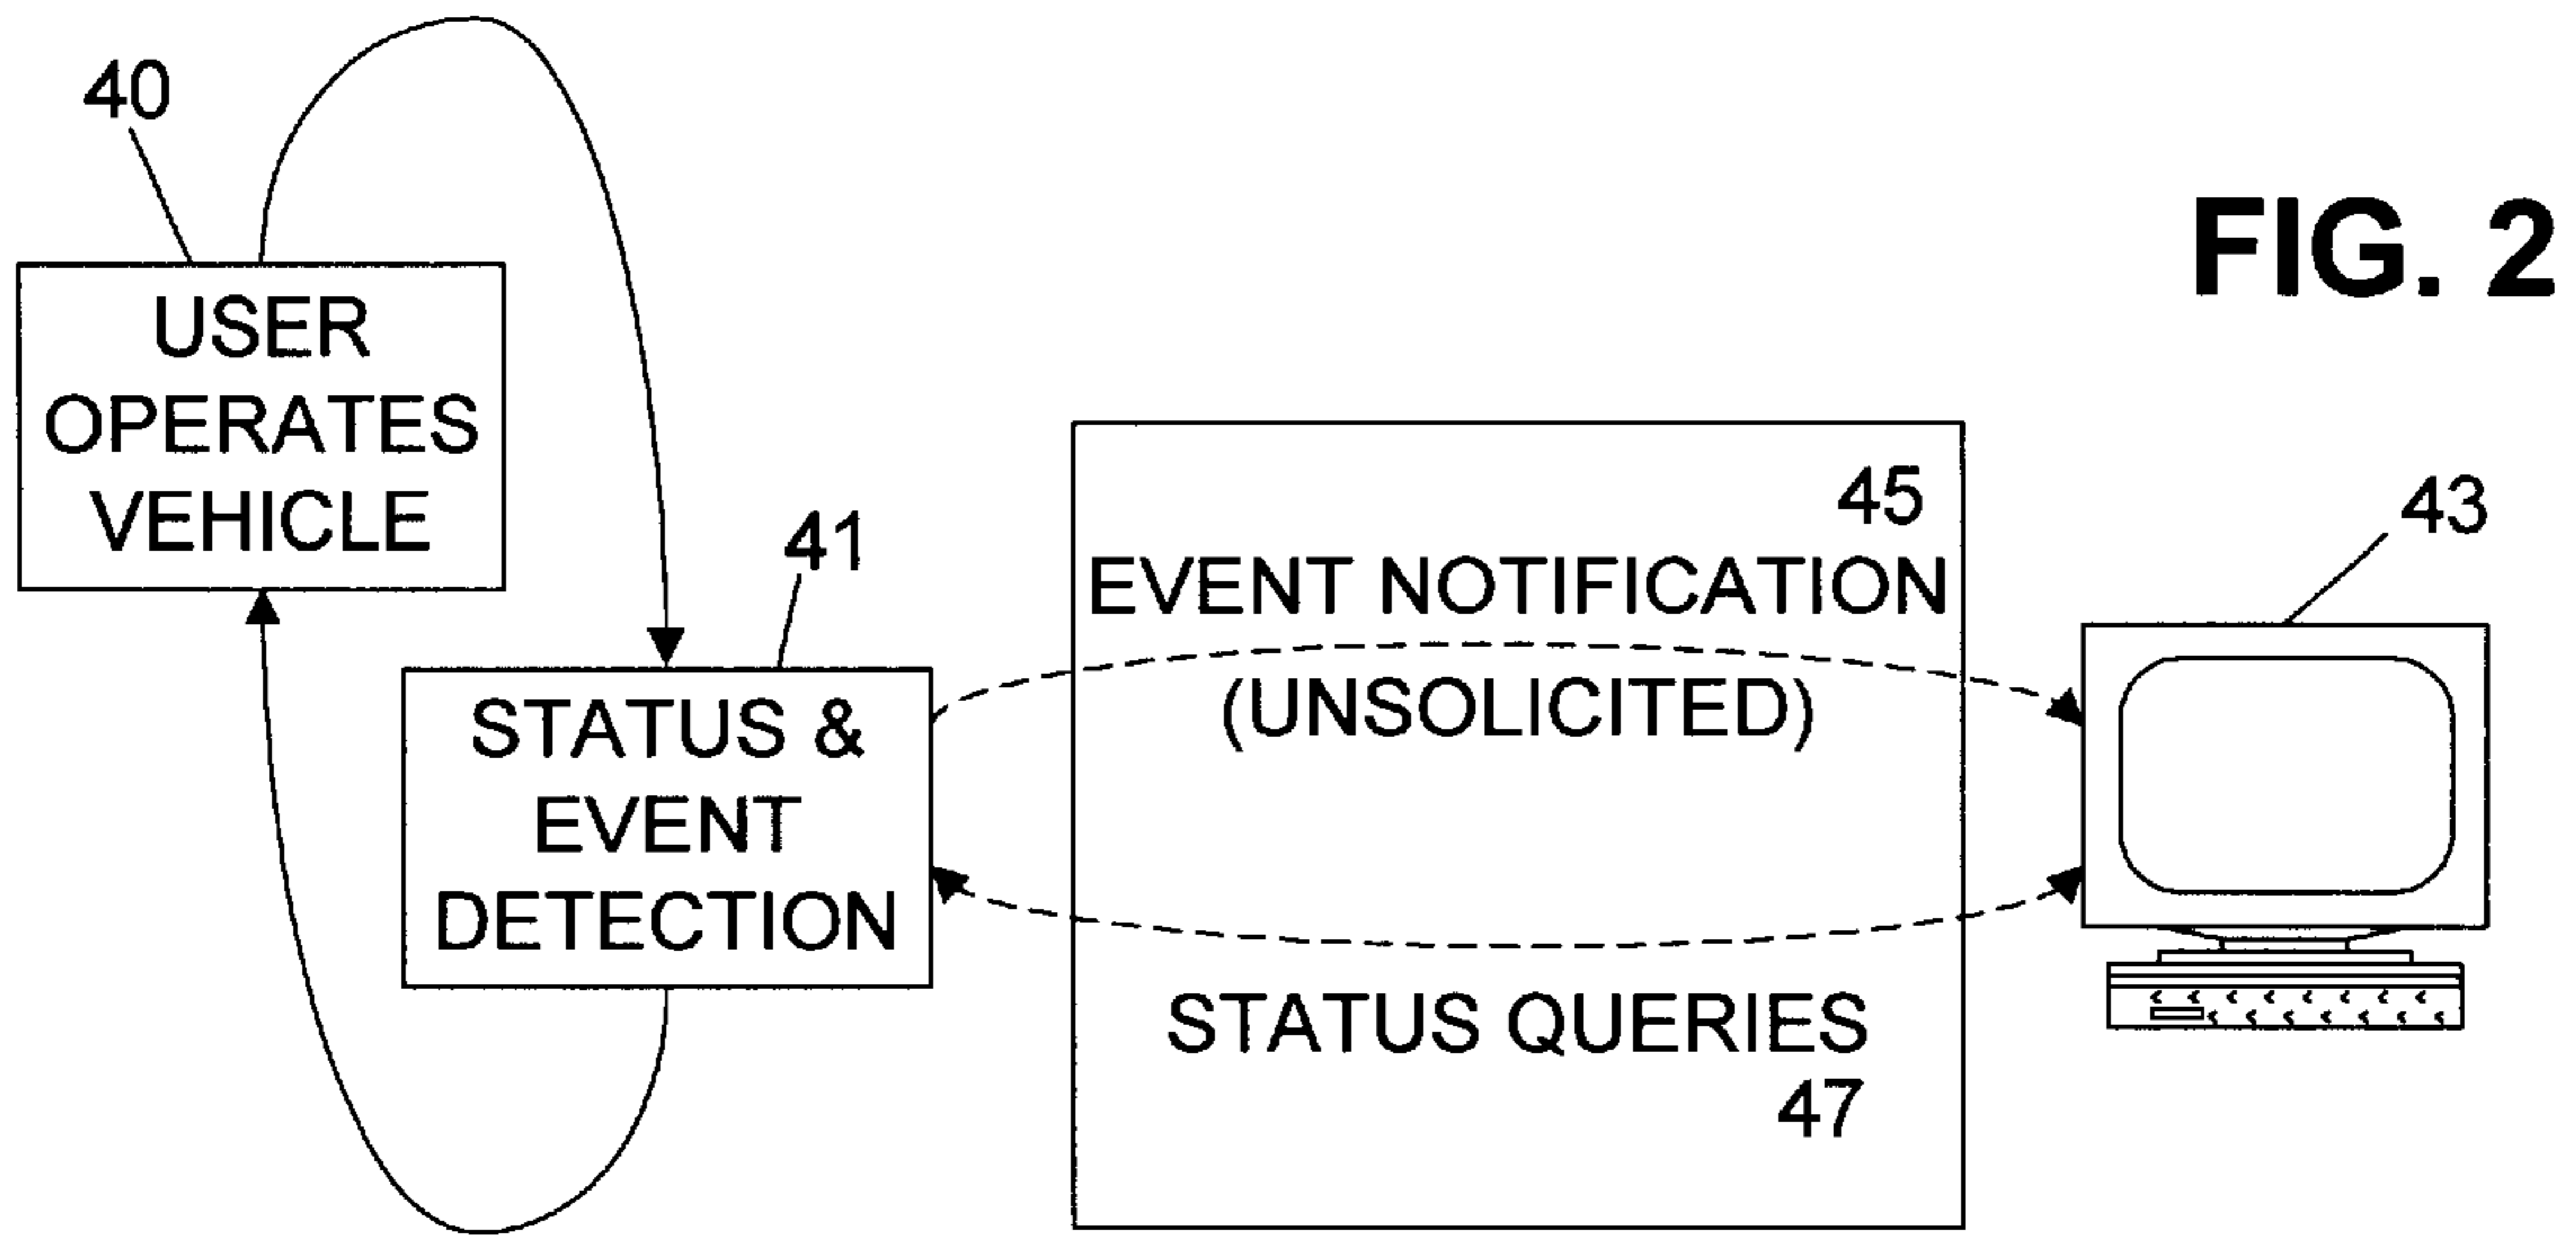 40
FIG. 2
USER
OPERATES
VEHICLE
41
STATUS &
EVENT
DETECTION
45
EVENT NOTIFICATION
(UNSOLICITED)
STATUS QUERIES
47
43